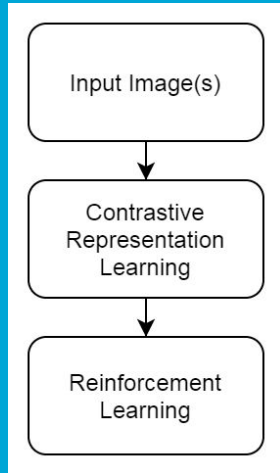 Input Image(s)
Contrastive
Representation
Learning
Reinforcement
Learning